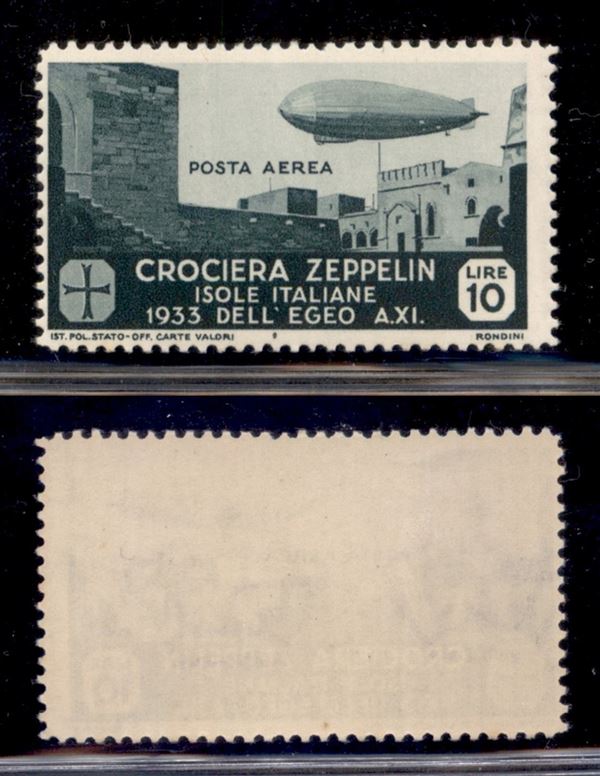 POSTA AEREA
CROCIERA ZEPPELIN
ISOLE ITALIANE
1933 DELL'EGEO A.XI.
LIRE
10
IST. POL. STATO-OFF. CARTE VALORI
RONDINI